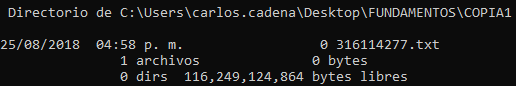 Directorio de C:\Users\carlos.cadena\Desktop\FUNDAMENTOS\COPIA1
25/08/2018  04:58 p. m.                 0 316114277.txt
1 archivos              0 bytes
0 dirs  116,249,124,864 bytes libres